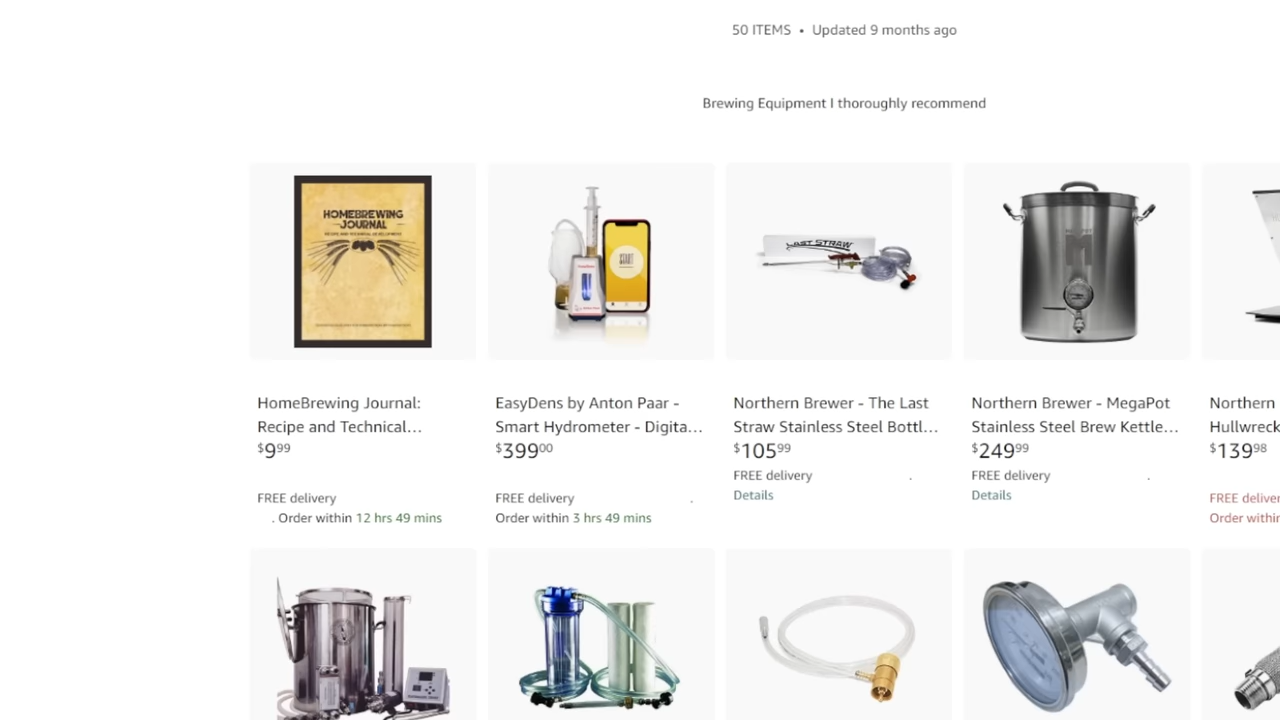 50 ITEMS • Updated 9 months ago
Brewing Equipment I thoroughly recommend
HOMEBREWING
JOURNAL
START
LAST STRAW
HomeBrewing Journal:
Recipe and Technical...
$9.99
FREE delivery
. Order within 12 hrs 49 mins
EasyDens by Anton Paar -
Smart Hydrometer - Digita...
$399.00
FREE delivery .
Order within 3 hrs 49 mins
Northern Brewer - The Last
Straw Stainless Steel Bottl...
$105.99
FREE delivery .
Details
Northern Brewer - MegaPot
Stainless Steel Brew Kettle...
$249.99
FREE delivery .
Details
Northern
Hullwreck
$139.98
FREE deliver
Order within